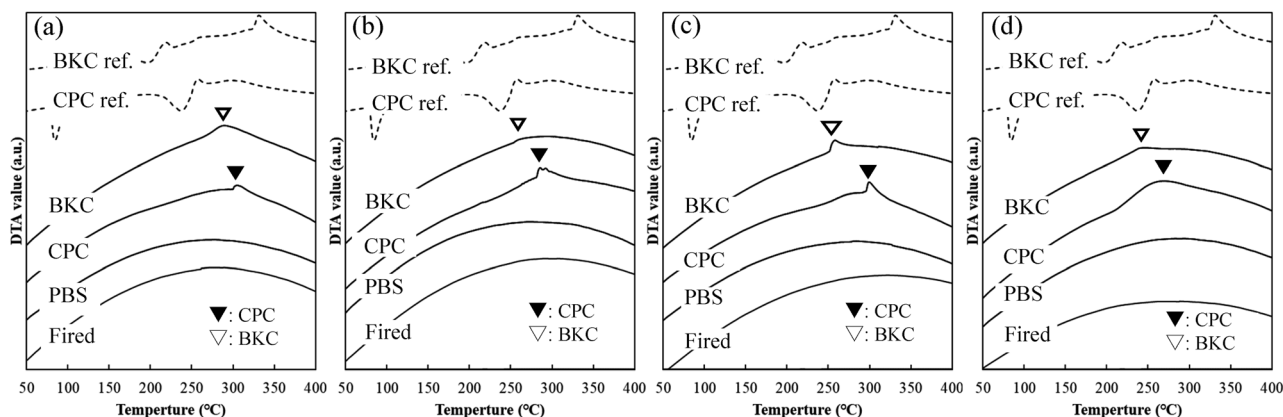 (a)
BKC ref.
CPC ref.
BKC
CPC
PBS
Fired
▼: CPC
▽: BKC
DTA value (a.u.)
50 100 150 200 250 300 350 400
Temperture (℃)
(b)
BKC ref.
CPC ref.
BKC
CPC
PBS
Fired
▼: CPC
▽: BKC
DTA value (a.u.)
50 100 150 200 250 300 350 400
Temperture (℃)
(c)
BKC ref.
CPC ref.
BKC
CPC
PBS
Fired
▼: CPC
▽: BKC
DTA value (a.u.)
50 100 150 200 250 300 350 400
Temperture (℃)
(d)
BKC ref.
CPC ref.
BKC
CPC
PBS
Fired
▼: CPC
▽: BKC
DTA value (a.u.)
50 100 150 200 250 300 350 400
Temperture (℃)